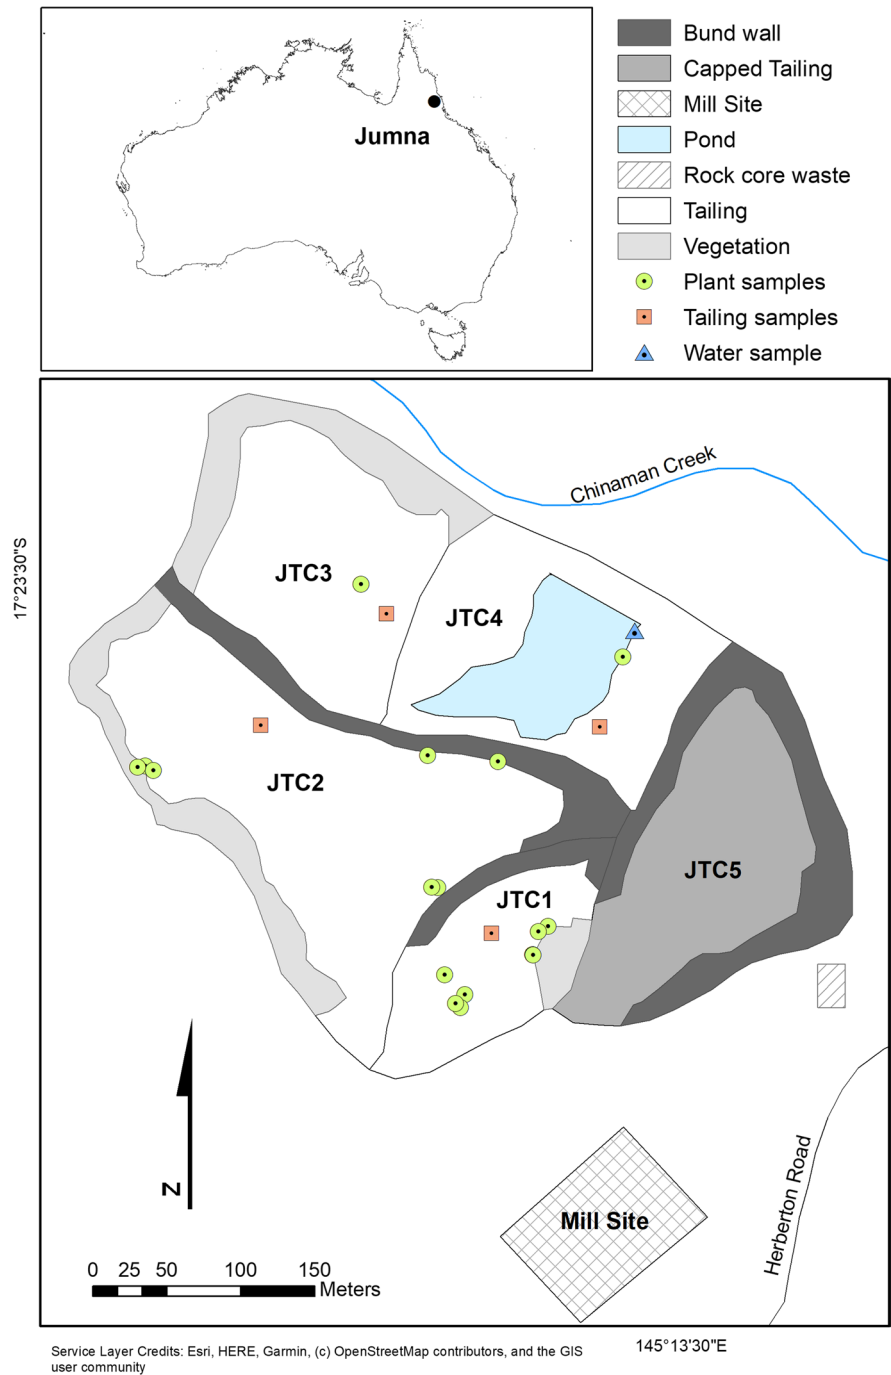 Jumna
Bund wall
Capped Tailing
Mill Site
Pond
Rock core waste
Tailing
Vegetation
Plant samples
Tailing samples
Water sample
Chinaman Creek
17°23'30"S
JTC3
JTC4
JTC2
JTC5
JTC1
N
Mill Site
Herberton Road
0 25 50 100 150
Meters
145°13'30"E
Service Layer Credits: Esri, HERE, Garmin, (c) OpenStreetMap contributors, and the GIS
user community